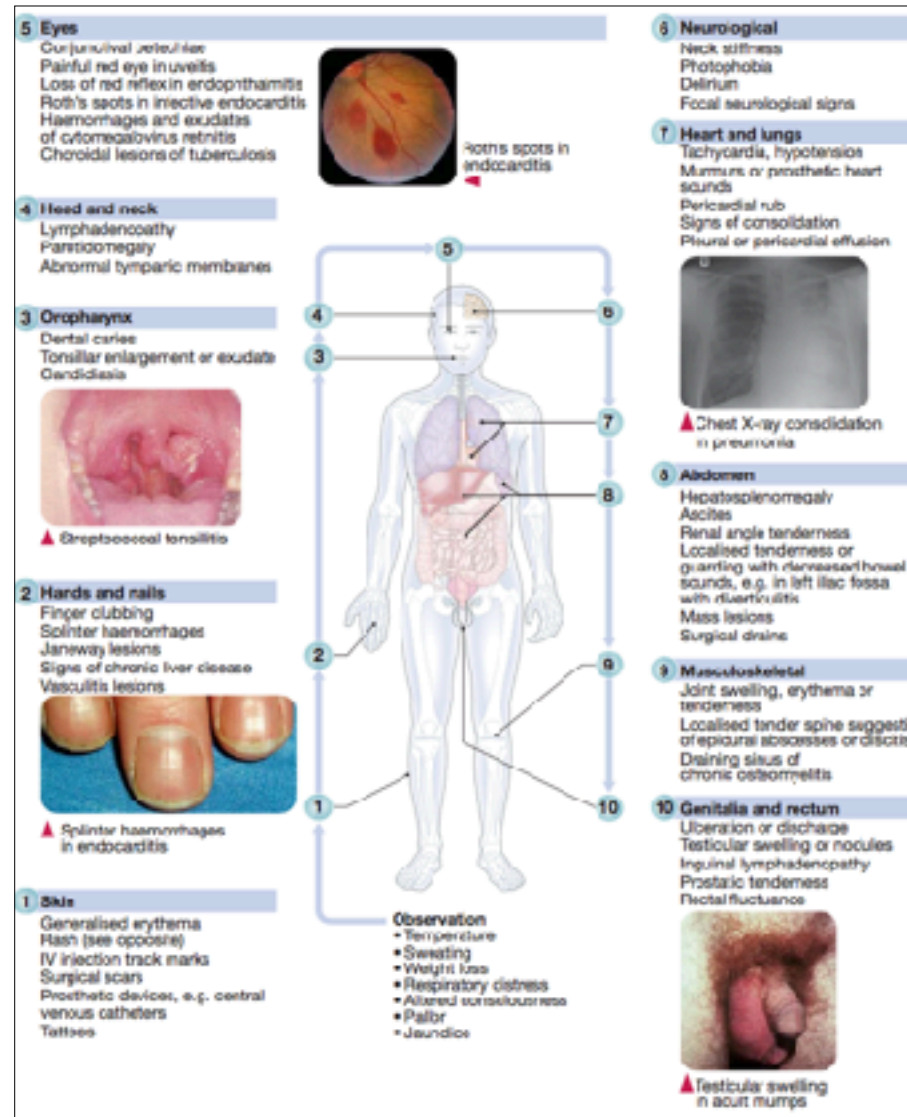 5 Eyes
Conjunctival petechiae
Painful red eye in uveitis
Loss of red reflex in endopthamitis
Roth's spots in infective endocarditis
Haemorrhages and exudates
of cytomegalovirus retinitis
Choroidal lesions of tuberculosis
Roth's spots in
endocarditis
4 Head and neck
Lymphadenopathy
Parotidomegaly
Abnormal tympanic membranes
3 Oropharynx
Dental caries
Tonsillar enlargement or exudate
Candidiasis
Streptococcal tonsillitis
2 Hands and nails
Finger clubbing
Splinter haemorrhages
Janeway lesions
Signs of chronic liver disease
Vasculitis lesions
Splinter haemorrhages
in endocarditis
1 Skin
Generalised erythema
Rash (see opposite)
IV injection track marks
Surgical scars
Prosthetic devices, e.g. central
venous catheters
Tattoos
5
4
6
3
7
8
2
9
1
10
Observation
• Temperature
• Sweating
• Weight loss
• Respiratory distress
• Altered consciousness
• Pallor
• Jaundice
6 Neurological
Neck stiffness
Photophobia
Delirium
Focal neurological signs
7 Heart and lungs
Tachycardia, hypotension
Murmurs or prosthetic heart
sounds
Pericardial rub
Signs of consolidation
Pleural or pericardial effusion
Chest X-ray consolidation
in pneumonia
8 Abdomen
Hepatosplenomegaly
Ascites
Renal angle tenderness
Localised tenderness or
guarding with decreased bowel
sounds, e.g. in left iliac fossa
with diverticulitis
Mass lesions
Surgical drains
9 Musculoskeletal
Joint swelling, erythema or
tenderness
Localised tender spine suggesti
of epidural abscesses or discitis
Draining sinus of
chronic osteomyelitis
10 Genitalia and rectum
Ulceration or discharge
Testicular swelling or nodules
Inguinal lymphadenopathy
Prostatic tenderness
Rectal fluctuance
Testicular swelling
in adult mumps